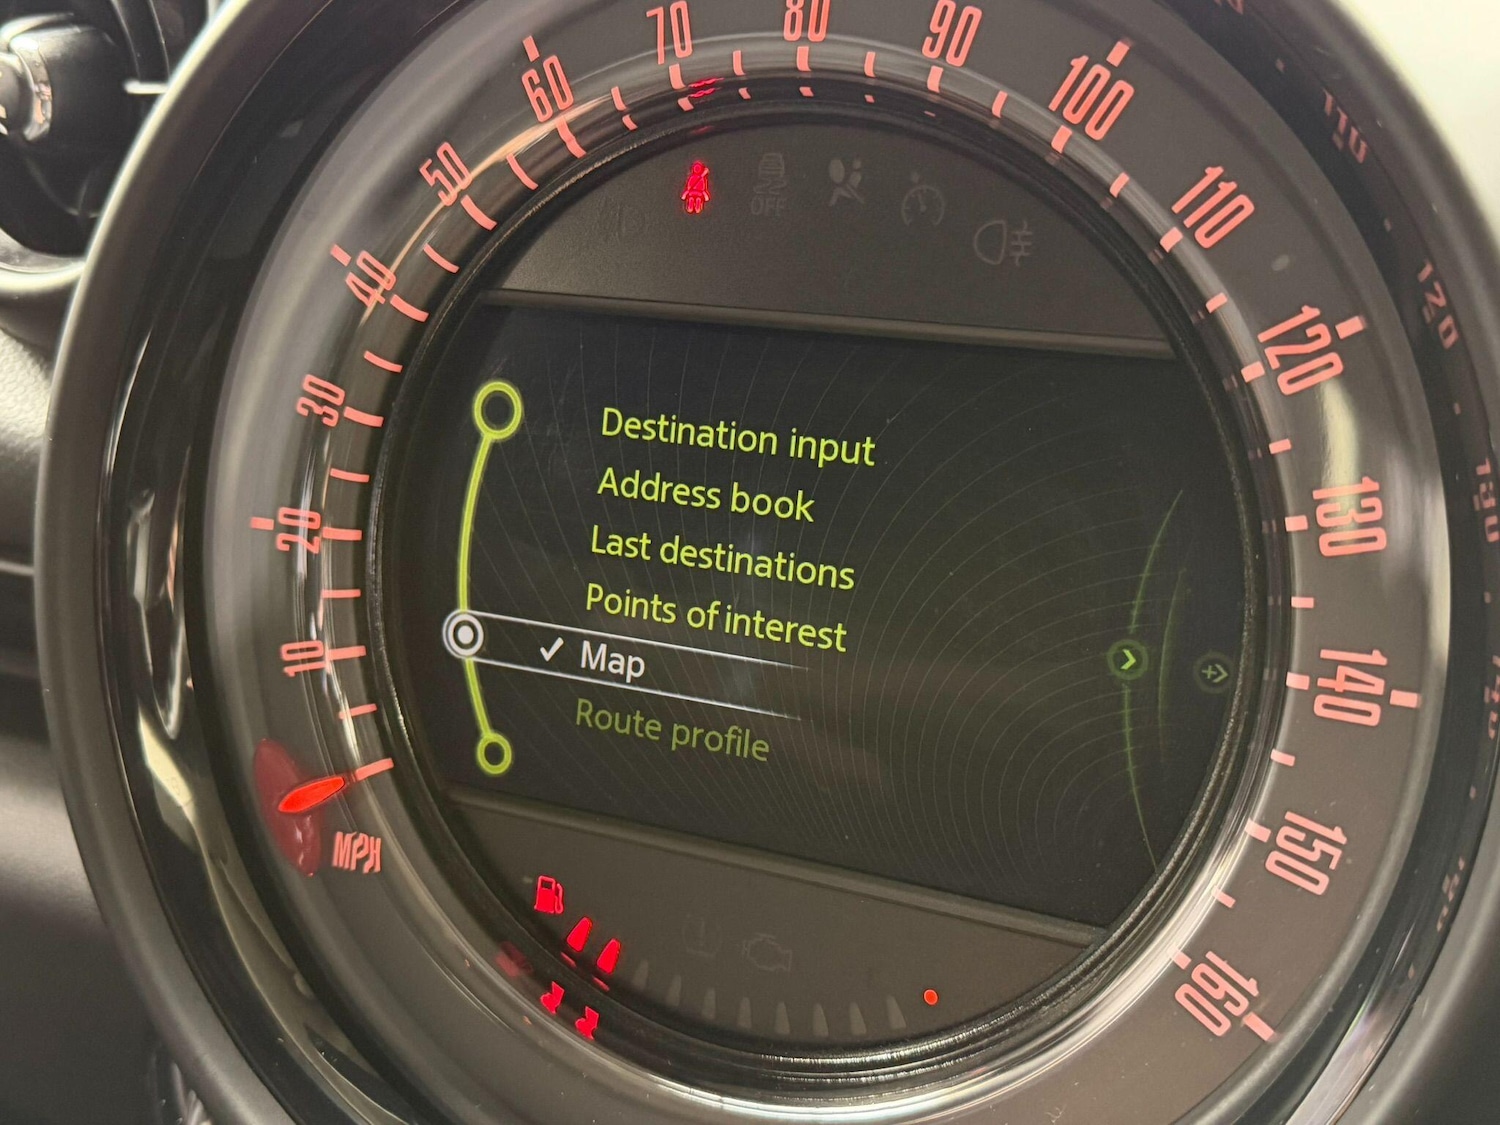 70
80
90
60
100
50
110
40
120
30
130
20
10
140
150
160
MPH
OFF
Destination input
Address book
Last destinations
Points of interest
Map
Route profile
120